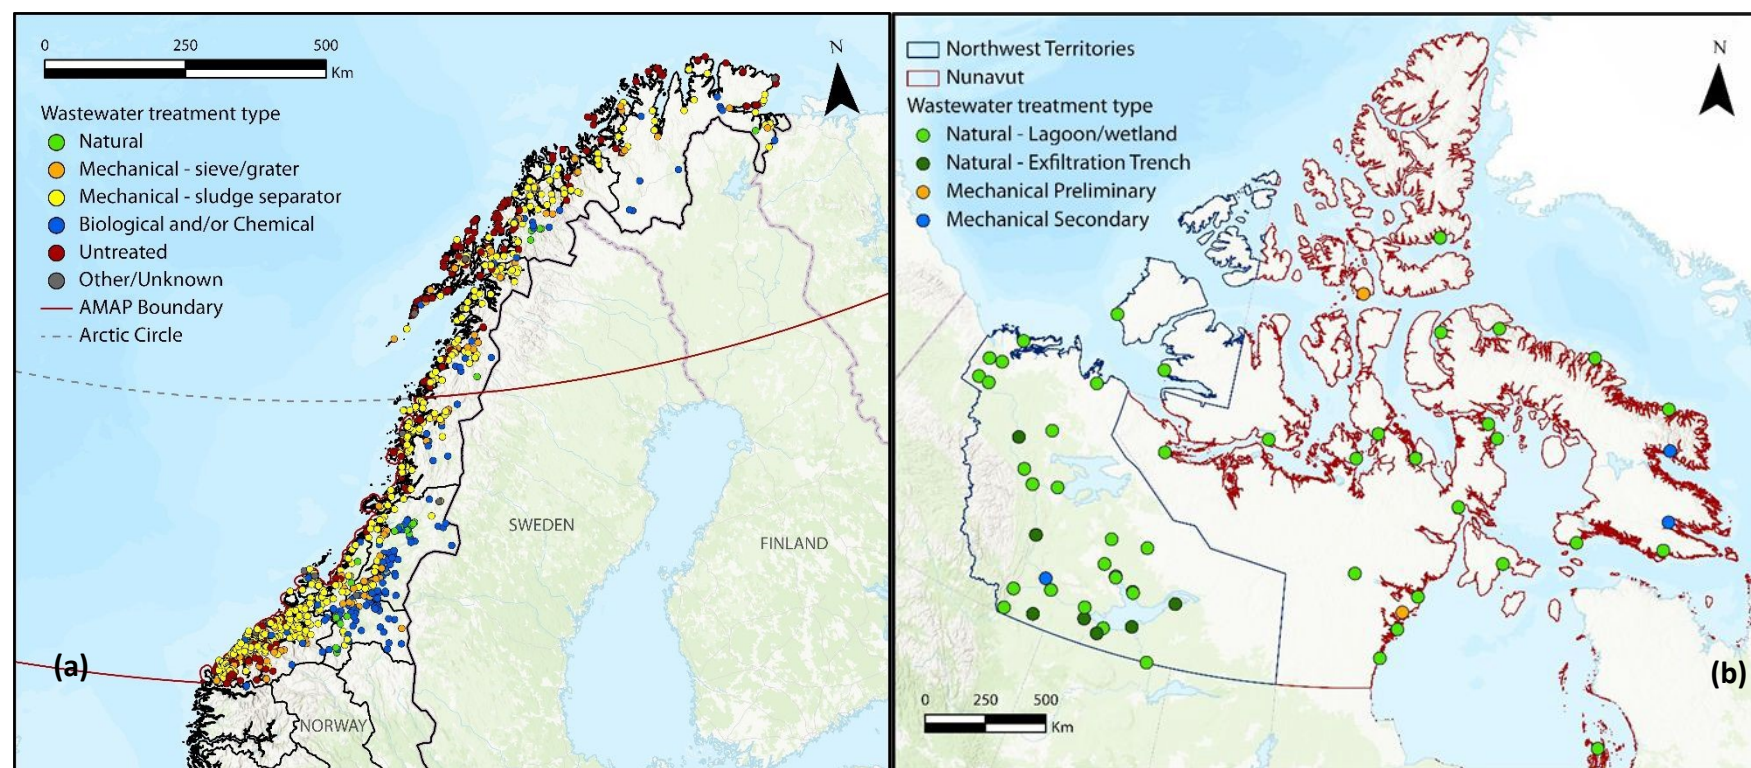 0 250 500
Km
N
Wastewater treatment type
Natural
Mechanical - sieve/grater
Mechanical - sludge separator
Biological and/or Chemical
Untreated
Other/Unknown
AMAP Boundary
Arctic Circle
SWEDEN
FINLAND
NORWAY
(a)
Northwest Territories
Nunavut
Wastewater treatment type
Natural - Lagoon/wetland
Natural - Exfiltration Trench
Mechanical Preliminary
Mechanical Secondary
N
0 250 500
Km
(b)